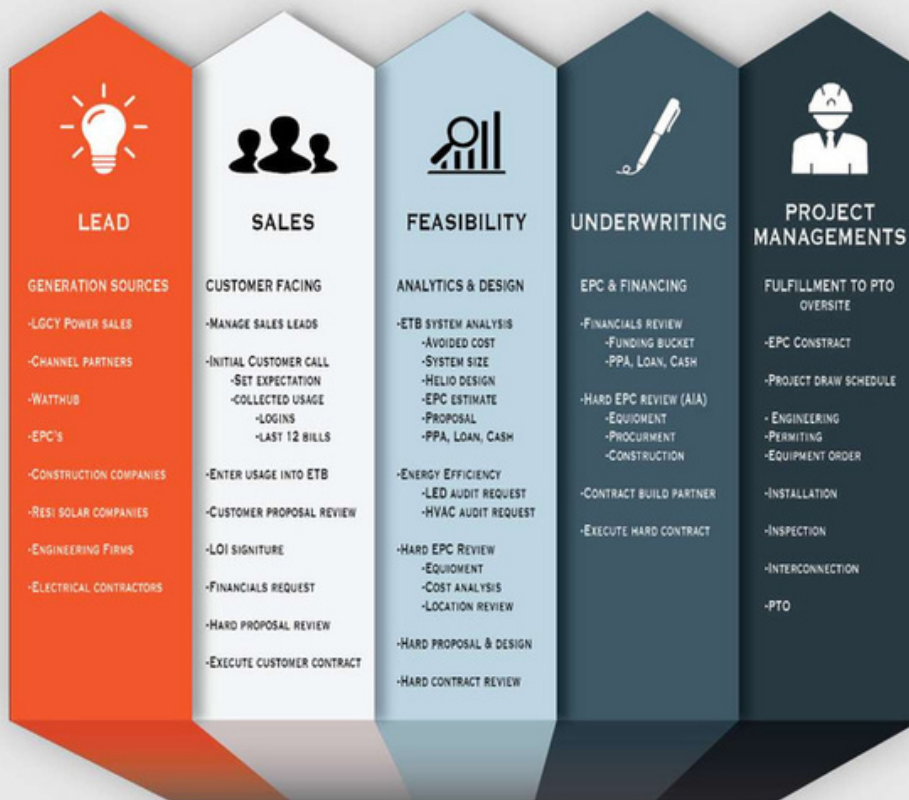 LEAD
GENERATION SOURCES
-LGCY POWER SALES
-CHANNEL PARTNERS
-WATTHUB
-EPC'S
-CONSTRUCTION COMPANIES
-RESI SOLAR COMPANIES
-ENGINEERING FIRMS
-ELECTRICAL CONTRACTORS
SALES
CUSTOMER FACING
-MANAGE SALES LEADS
-INITIAL CUSTOMER CALL
-SET EXPECTATION
-COLLECTED USAGE
-LOGINS
-LAST 12 BILLS
-ENTER USAGE INTO ETB
-CUSTOMER PROPOSAL REVIEW
-LOI SIGNITURE
-FINANCIALS REQUEST
-HARD PROPOSAL REVIEW
-EXECUTE CUSTOMER CONTRACT
FEASIBILITY
ANALYTICS & DESIGN
-ETB SYSTEM ANALYSIS
-AVOIDED COST
-SYSTEM SIZE
-HELIO DESIGN
-EPC ESTIMATE
-PROPOSAL
-PPA, LOAN, CASH
-ENERGY EFFICIENCY
-LED AUDIT REQUEST
-HVAC AUDIT REQUEST
-HARD EPC REVIEW
-EQUIOMENT
-COST ANALYSIS
-LOCATION REVIEW
-HARD PROPOSAL & DESIGN
-HARD CONTRACT REVIEW
UNDERWRITING
EPC & FINANCING
-FINANCIALS REVIEW
-FUNDING BUCKET
-PPA, LOAN, CASH
-HARD EPC REVIEW (AIA)
-EQUIOMENT
-PROCURMENT
-CONSTRUCTION
-CONTRACT BUILD PARTNER
-EXECUTE HARD CONTRACT
PROJECT
MANAGEMENTS
FULFILLMENT TO PTO
OVERSITE
-EPC CONSTRACT
-PROJECT DRAW SCHEDULE
- ENGINEERING
-PERMITING
-EQUIPMENT ORDER
-INSTALLATION
-INSPECTION
-INTERCONNECTION
-PTO